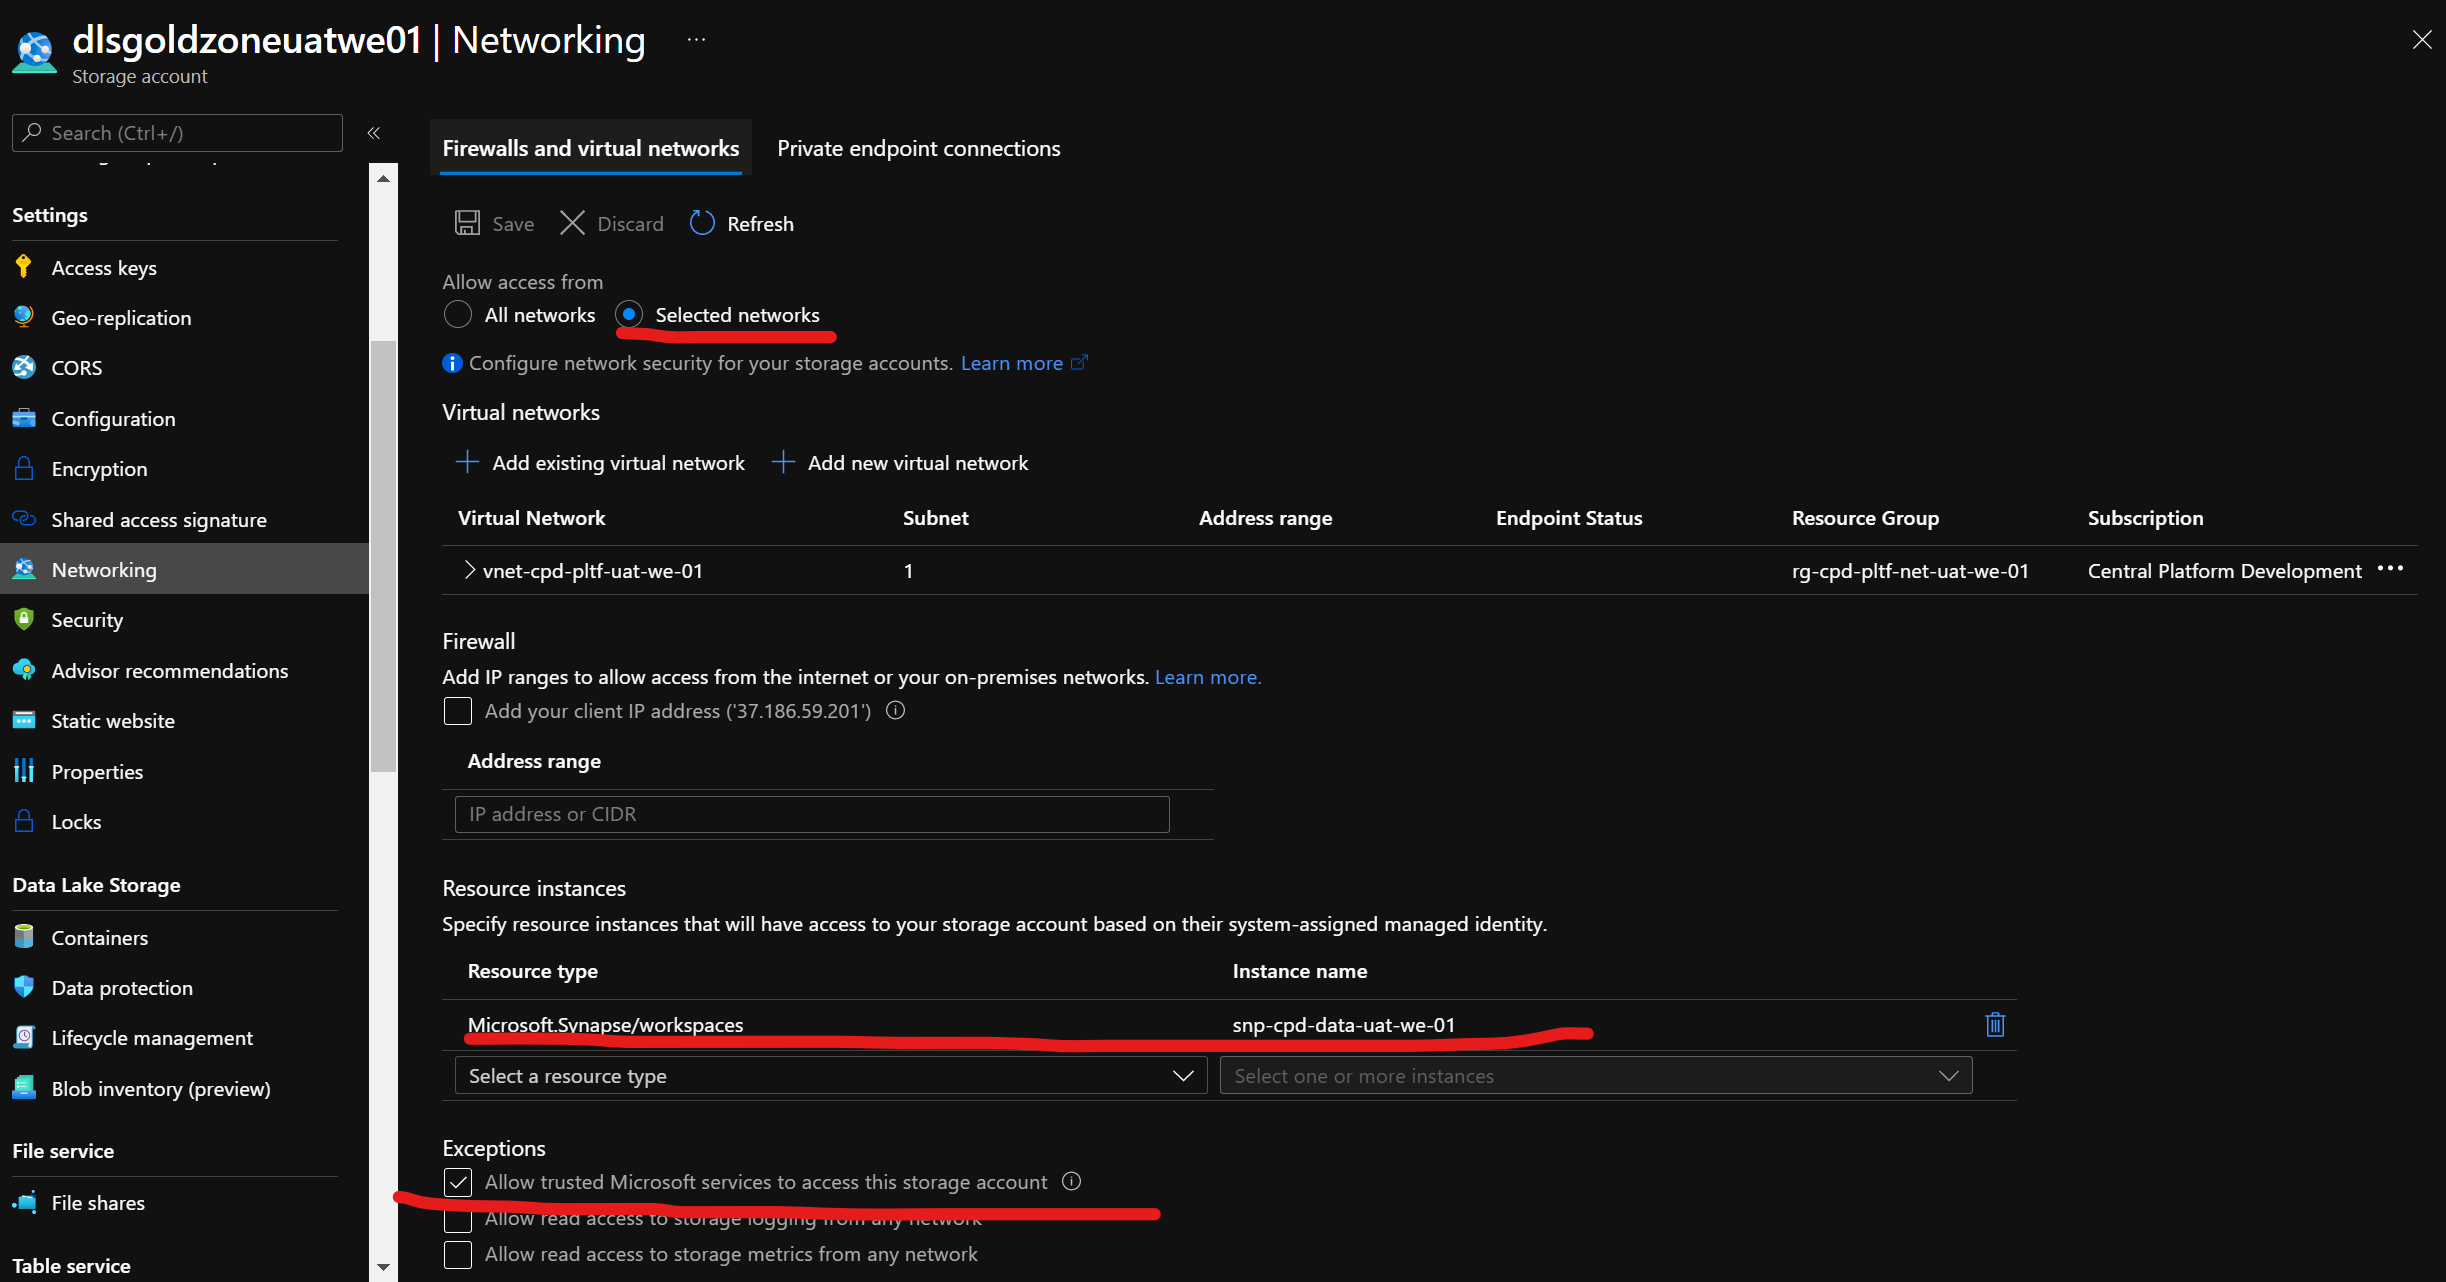 dlsgoldzoneuatwe01 | Networking ...
Storage account
Search (Ctrl+/)
Settings
Access keys
Geo-replication
CORS
Configuration
Encryption
Shared access signature
Networking
Security
Advisor recommendations
Static website
Properties
Locks
Data Lake Storage
Containers
Data protection
Lifecycle management
Blob inventory (preview)
File service
File shares
Table service
Firewalls and virtual networks Private endpoint connections
Save Discard Refresh
Allow access from
All networks Selected networks
Configure network security for your storage accounts. Learn more
Virtual networks
Add existing virtual network Add new virtual network
Virtual Network Subnet Address range Endpoint Status Resource Group Subscription
vnet-cpd-pltf-uat-we-01 1 rg-cpd-pltf-net-uat-we-01 Central Platform Development ...
Firewall
Add IP ranges to allow access from the internet or your on-premises networks. Learn more.
Add your client IP address ('37.186.59.201')
Address range
IP address or CIDR
Resource instances
Specify resource instances that will have access to your storage account based on their system-assigned managed identity.
Resource type Instance name
Microsoft.Synapse/workspaces snp-cpd-data-uat-we-01
Select a resource type Select one or more instances
Exceptions
Allow trusted Microsoft services to access this storage account
Allow read access to storage logging from any network
Allow read access to storage metrics from any network